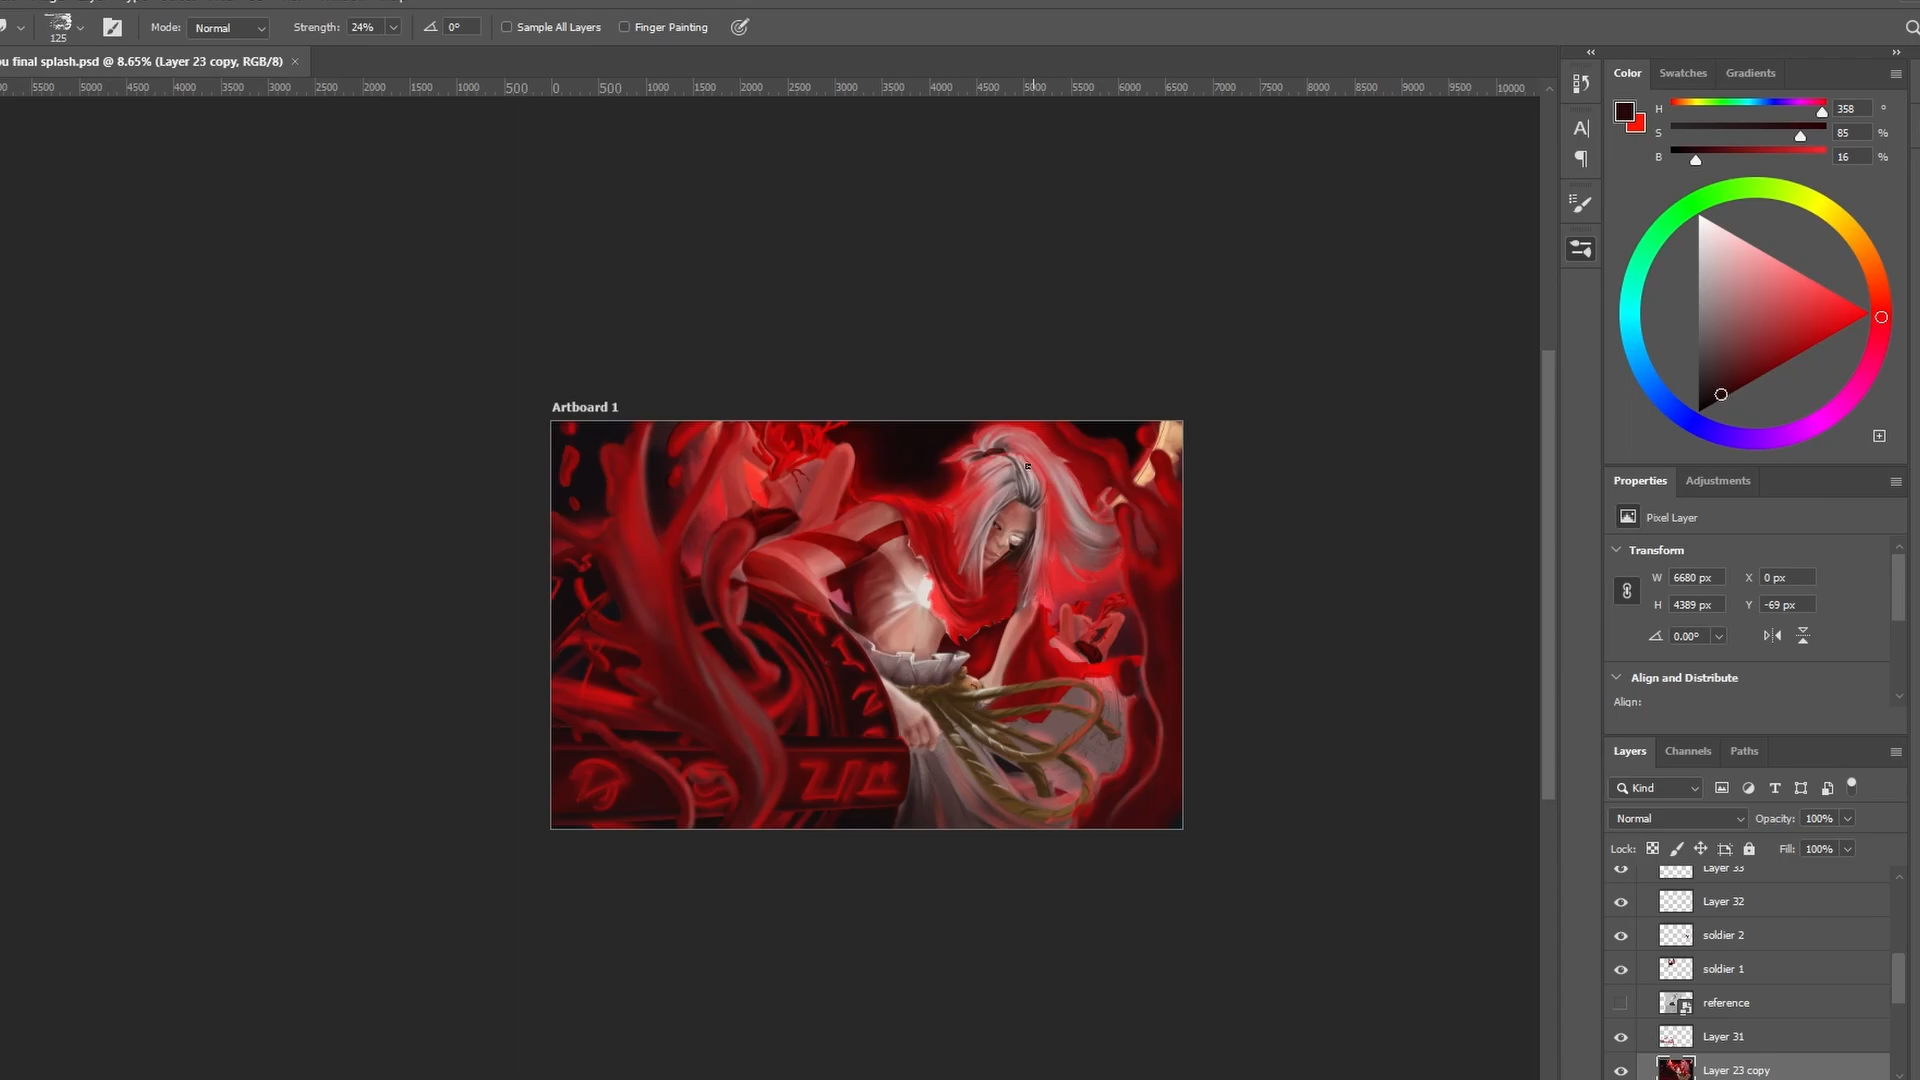 125
Mode: Normal
Strength: 24%
0°
Sample All Layers
Finger Painting
u final splash.psd @ 8.65% (Layer 23 copy, RGB/8) ×
5500 5000 4500 4000 3500 3000 2500 2000 1500 1000 500 0 500 1000 1500 2000 2500 3000 3500 4000 4500 5000 5500 6000 6500 7000 7500 8000 8500 9000 9500 10000
Color Swatches Gradients
H 358 °
S 85 %
B 16 %
Artboard 1
Properties Adjustments
Pixel Layer
Transform
W 6680 px X 0 px
H 4389 px Y -69 px
0.00°
Align and Distribute
Align:
Layers Channels Paths
Kind
Normal Opacity: 100%
Lock: Fill: 100%
Layer 33
Layer 32
soldier 2
soldier 1
reference
Layer 31
Layer 23 copy